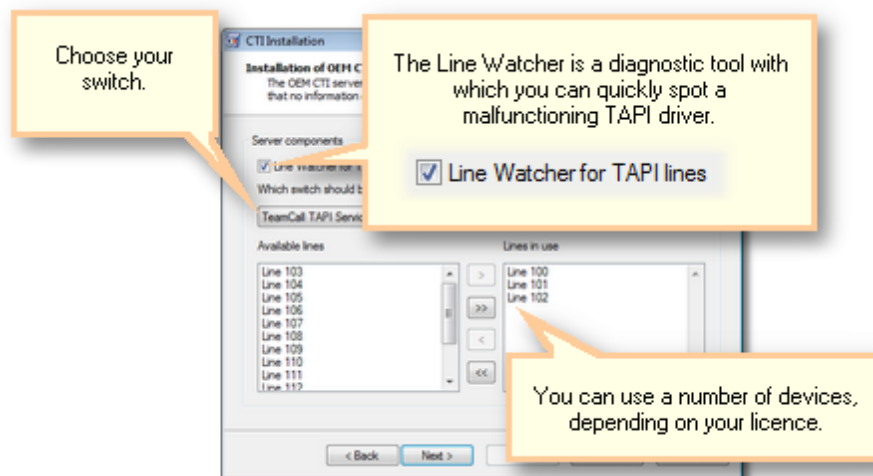 Choose your
switch.
CTI Installation
The Line Watcher is a diagnostic tool with
which you can quickly spot a
malfunctioning TAPI driver.
Line Watcher for TAPI lines
Installation of OEM C
The OEM CTI server
that no information
Server components
Line Watcher for T
Which switch should b
TeamCall TAPI Servic
Available lines
Line 103
Line 104
Line 105
Line 106
Line 107
Line 108
Line 109
Line 110
Line 111
Line 112
>
>>
<
<<
Lines in use
Line 100
Line 101
Line 102
You can use a number of devices,
depending on your licence.
< Back
Next >